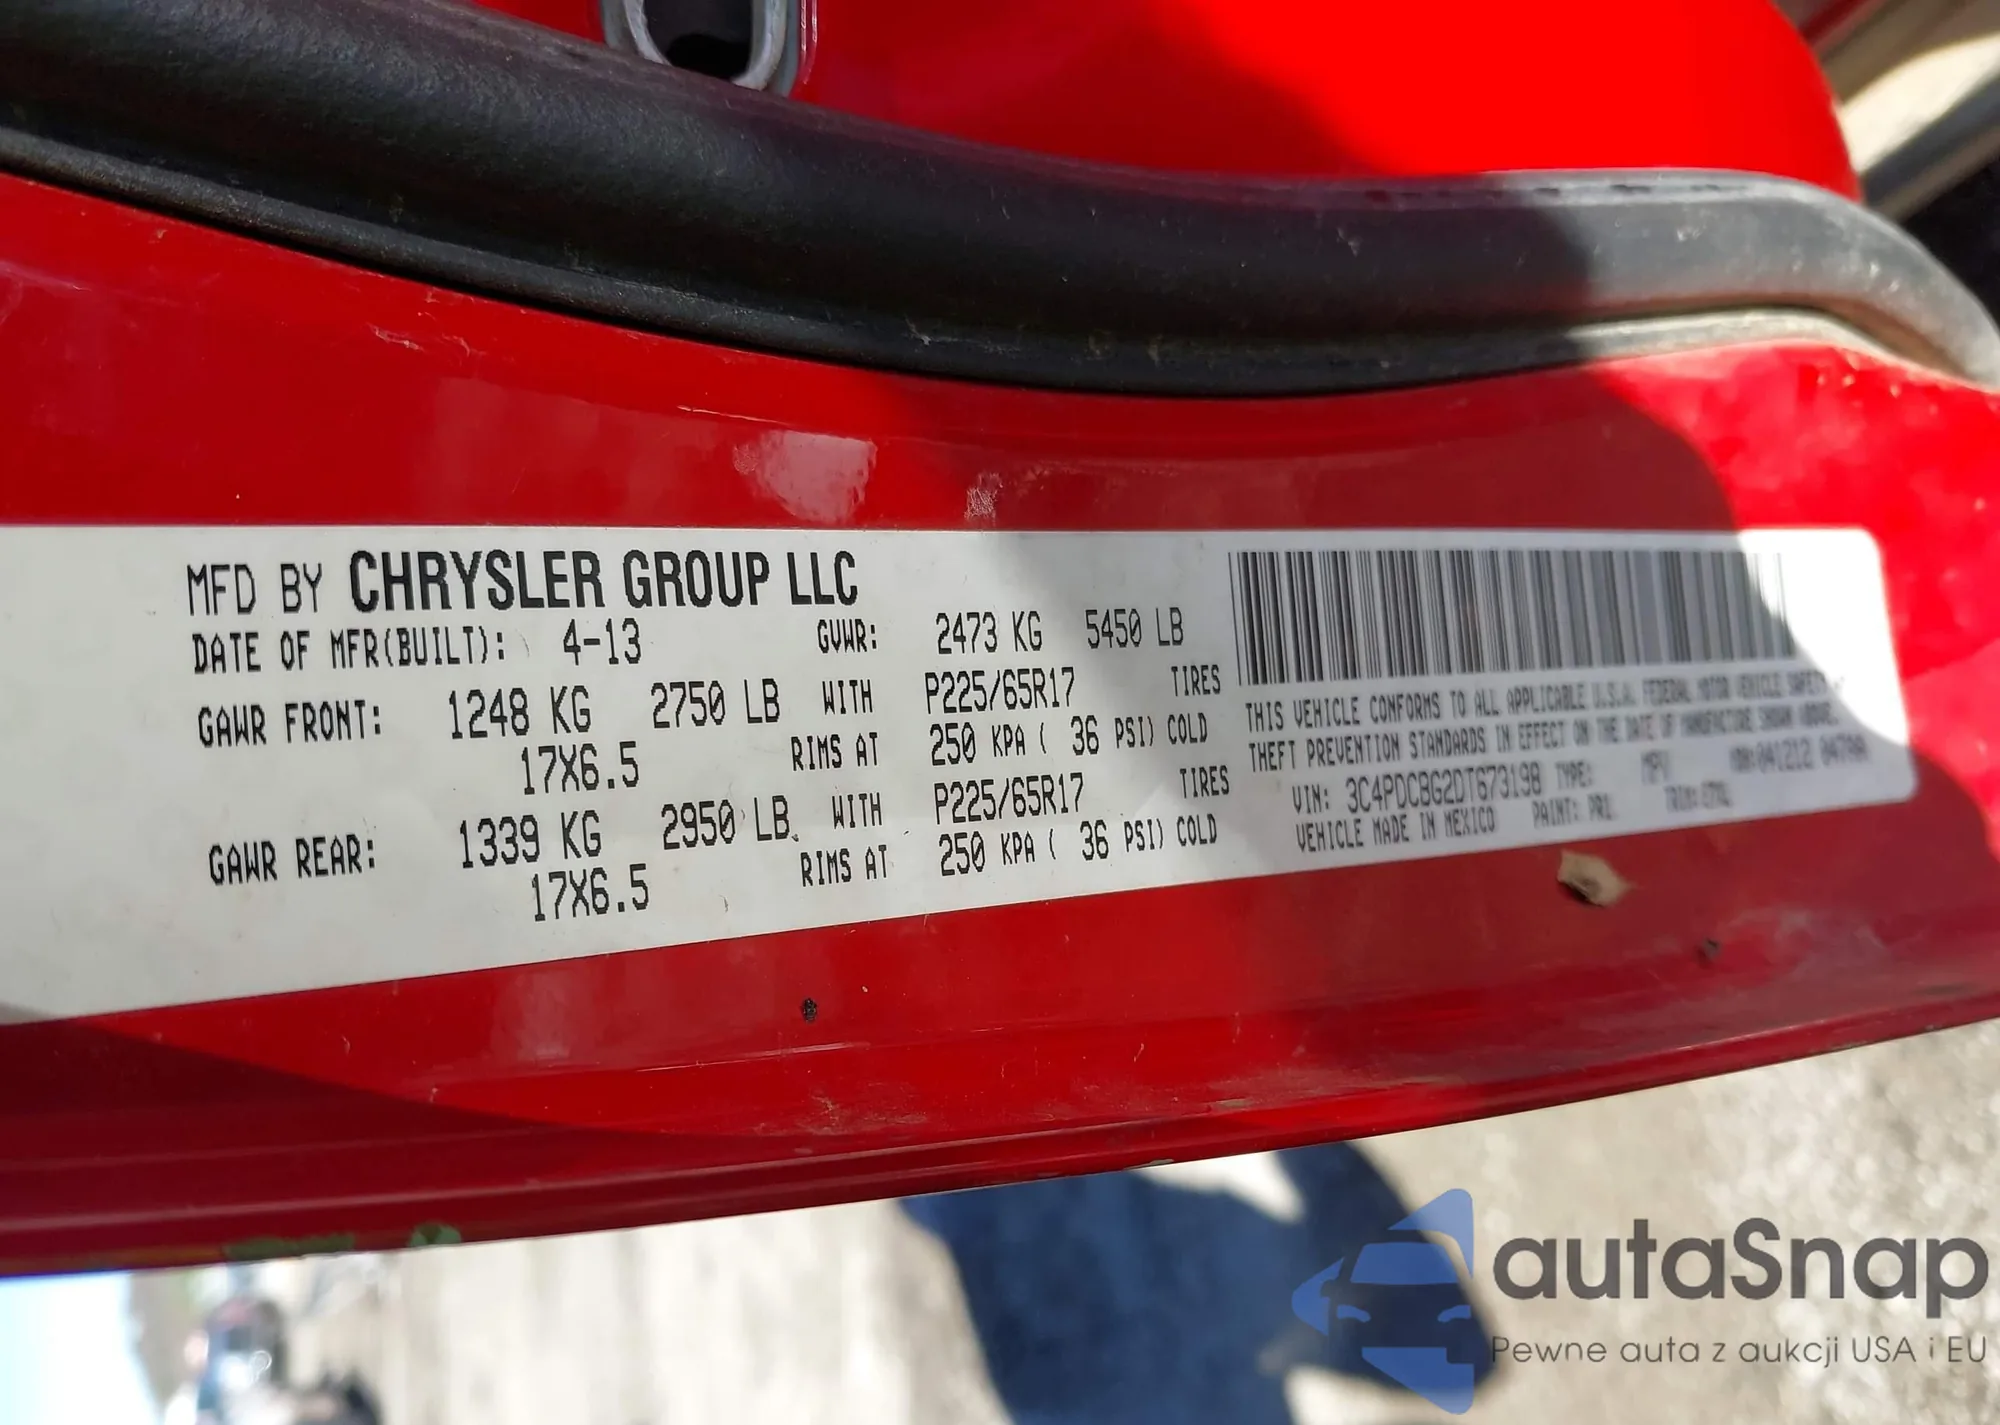 MFD BY CHRYSLER GROUP LLC
DATE OF MFR(BUILT): 4-13 GVWR: 2473 KG 5450 LB
GAWR FRONT: 1248 KG 2750 LB WITH P225/65R17 TIRES
17X6.5 RIMS AT 250 KPA ( 36 PSI) COLD
GAWR REAR: 1339 KG 2950 LB WITH P225/65R17 TIRES
17X6.5 RIMS AT 250 KPA ( 36 PSI) COLD
THIS VEHICLE CONFORMS TO ALL APPLICABLE U.S.A. FEDERAL MOTOR VEHICLE SAFETY
THEFT PREVENTION STANDARDS IN EFFECT ON THE DATE OF MANUFACTURE SHOWN ABOVE.
VIN: 3C4PDCBG2DT673198 TYPE: MPV
VEHICLE MADE IN MEXICO PAINT: TRIM:
autaSnap
Pewne auta z aukcji USA i EU